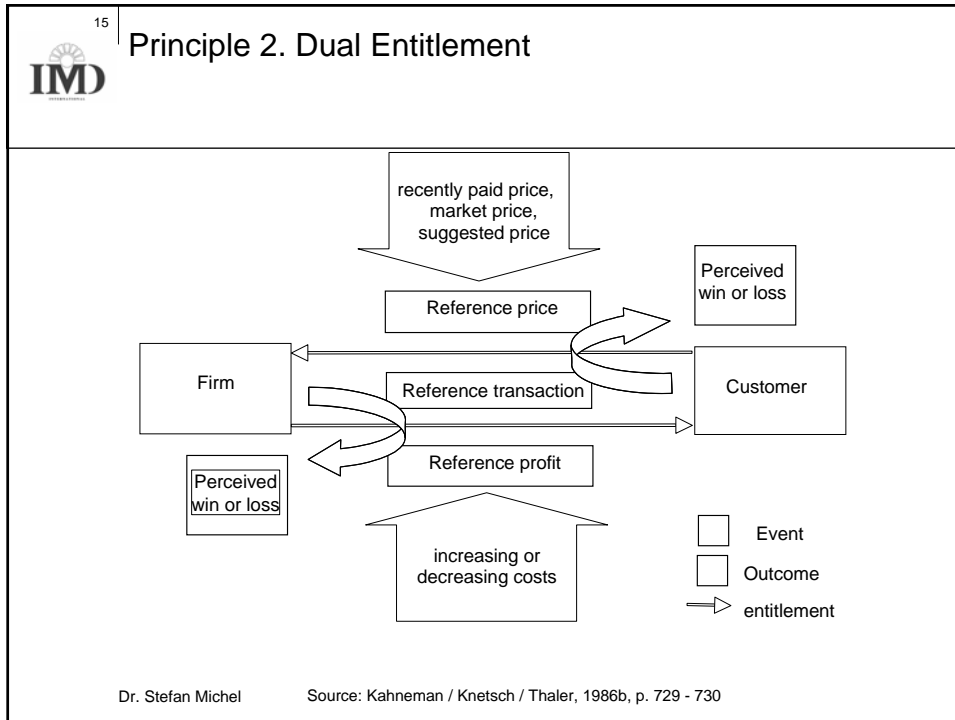 15
Principle 2. Dual Entitlement
IMD
INTERNATIONAL
recently paid price,
market price,
suggested price
Perceived
win or loss
Reference price
Firm
Reference transaction
Customer
Reference profit
Perceived
win or loss
increasing or
decreasing costs
Event
Outcome
entitlement
Dr. Stefan Michel
Source: Kahneman / Knetsch / Thaler, 1986b, p. 729 - 730